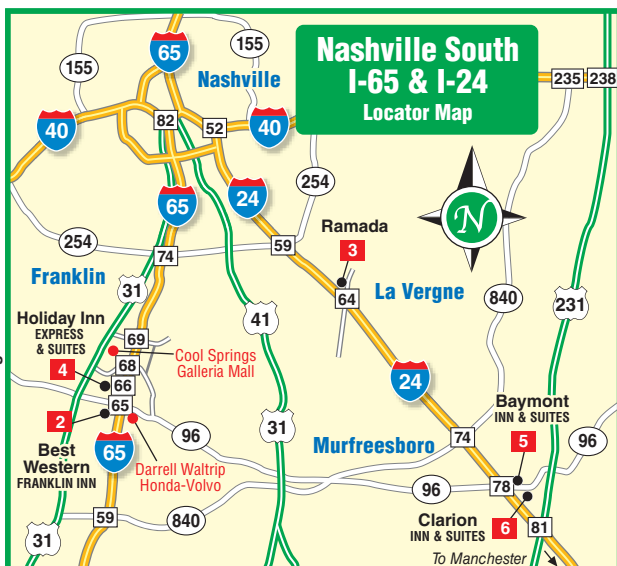 Nashville South
I-65 & I-24
Locator Map
65
155
155
Nashville
235
238
40
82
52
40
65
24
254
Ramada
3
254
74
59
Franklin
31
64
La Vergne
840
231
41
Holiday Inn
EXPRESS
& SUITES
4
69
Cool Springs
Galleria Mall
68
66
24
2
65
Baymont
INN & SUITES
5
31
96
Murfreesboro
74
96
Best
Western
FRANKLIN INN
65
Darrell Waltrip
Honda-Volvo
96
78
59
840
Clarion
INN & SUITES
6
81
31
To Manchester
N